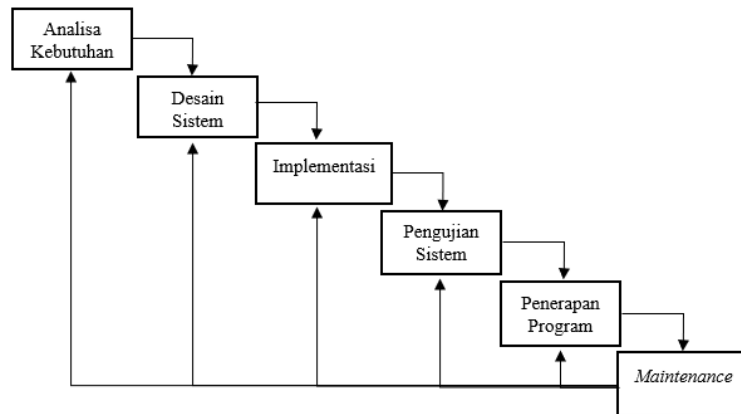 Analisa
Kebutuhan
Desain
Sistem
Implementasi
Pengujian
Sistem
Penerapan
Program
Maintenance